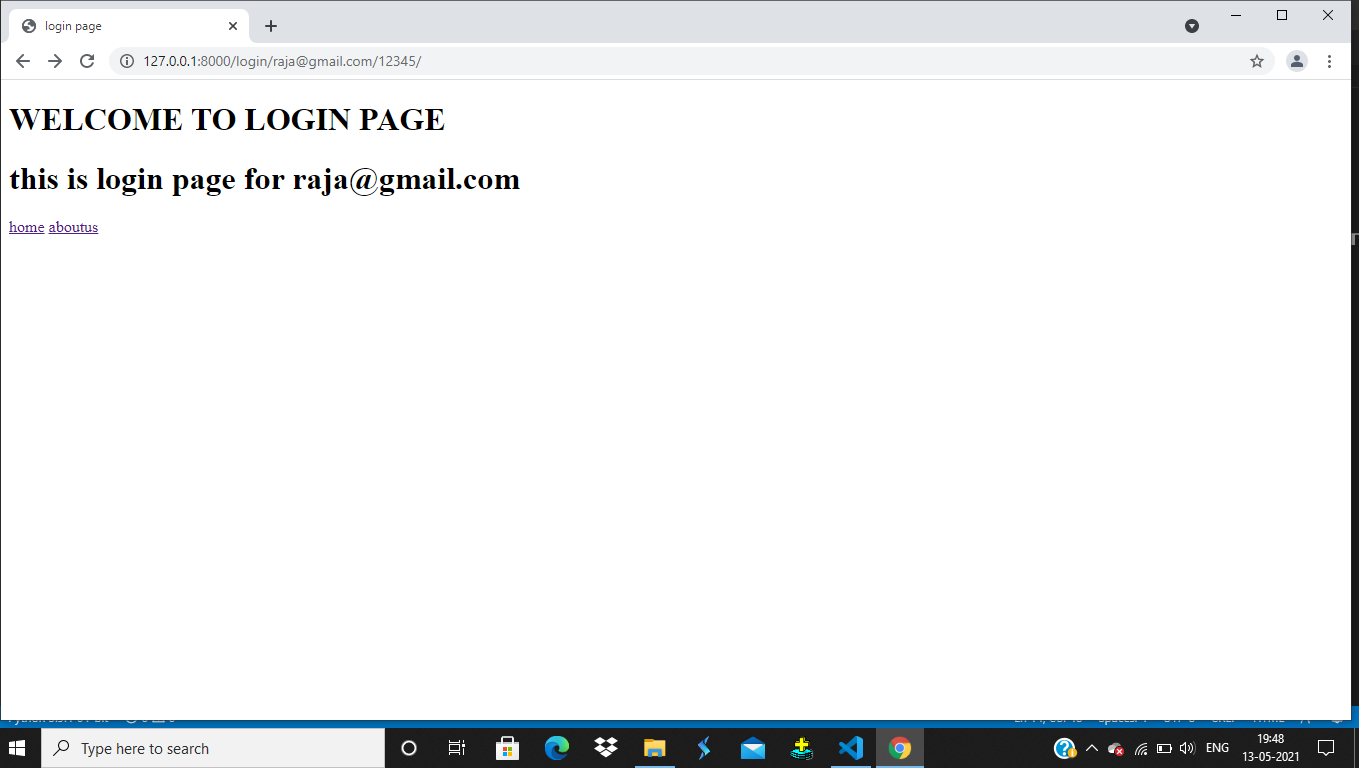 login page
127.0.0.1:8000/login/raja@gmail.com/12345/
WELCOME TO LOGIN PAGE
this is login page for raja@gmail.com
home aboutus
Type here to search
ENG
19:48
13-05-2021